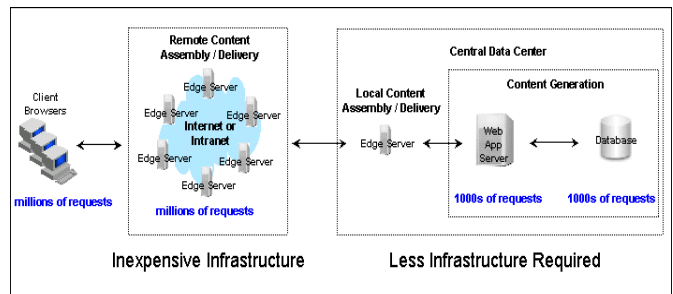 Remote Content
Assembly / Delivery
Central Data Center
Client
Browsers
Edge Server
Edge Server
Edge Server
Internet or
Intranet
Edge Server
Edge Server
Edge Server
Local Content
Assembly / Delivery
Edge Server
Content Generation
Web
App
Server
Database
millions of requests
millions of requests
1000s of requests
1000s of requests
Inexpensive Infrastructure
Less Infrastructure Required